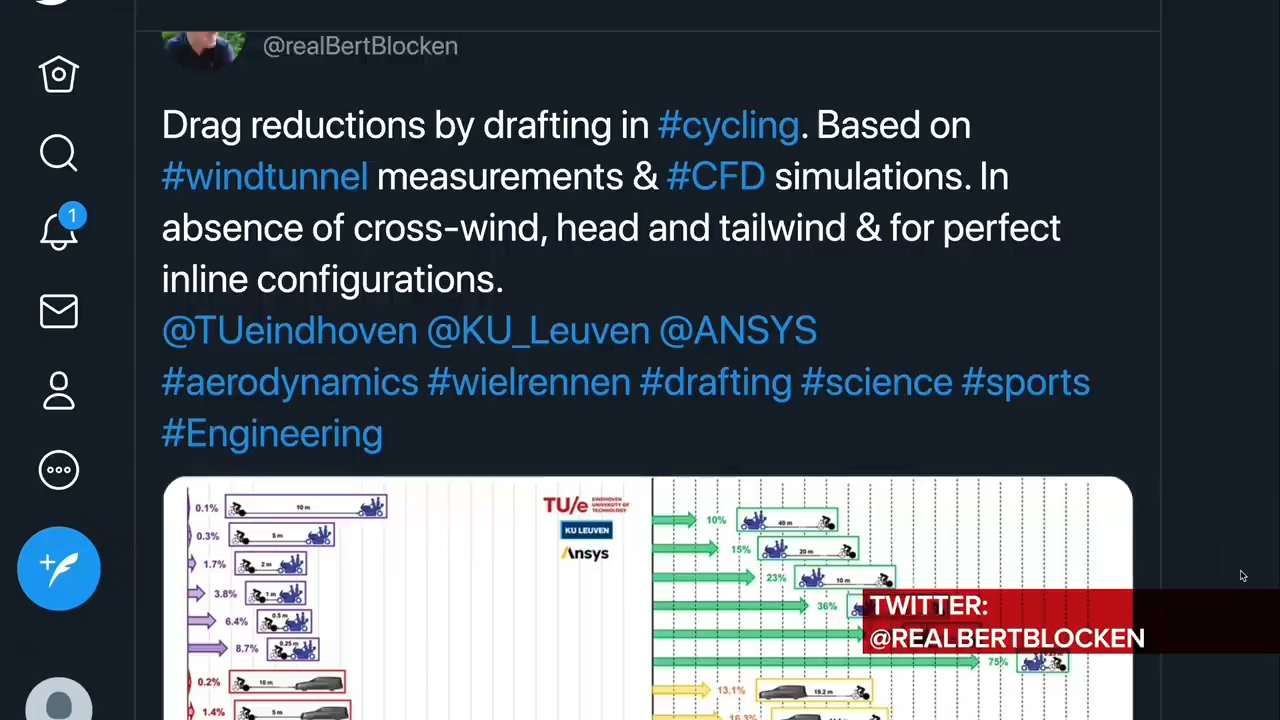 @realBertBlocken
1
Drag reductions by drafting in #cycling. Based on
#windtunnel measurements & #CFD simulations. In
absence of cross-wind, head and tailwind & for perfect
inline configurations.
@TUeindhoven @KU_Leuven @ANSYS
#aerodynamics #wielrennen #drafting #science #sports
#Engineering
0.1% 10 m
0.3% 5 m
1.7% 2 m
3.8% 1 m
6.4% 0.5 m
8.7% 0.25 m
0.2% 10 m
1.4% 5 m
TU/e EINDHOVEN UNIVERSITY OF TECHNOLOGY
KU LEUVEN
Ansys
10% 40 m
15% 20 m
23% 10 m
36%
75%
13.1% 19.2 m
16.3%
TWITTER:
@REALBERTBLOCKEN